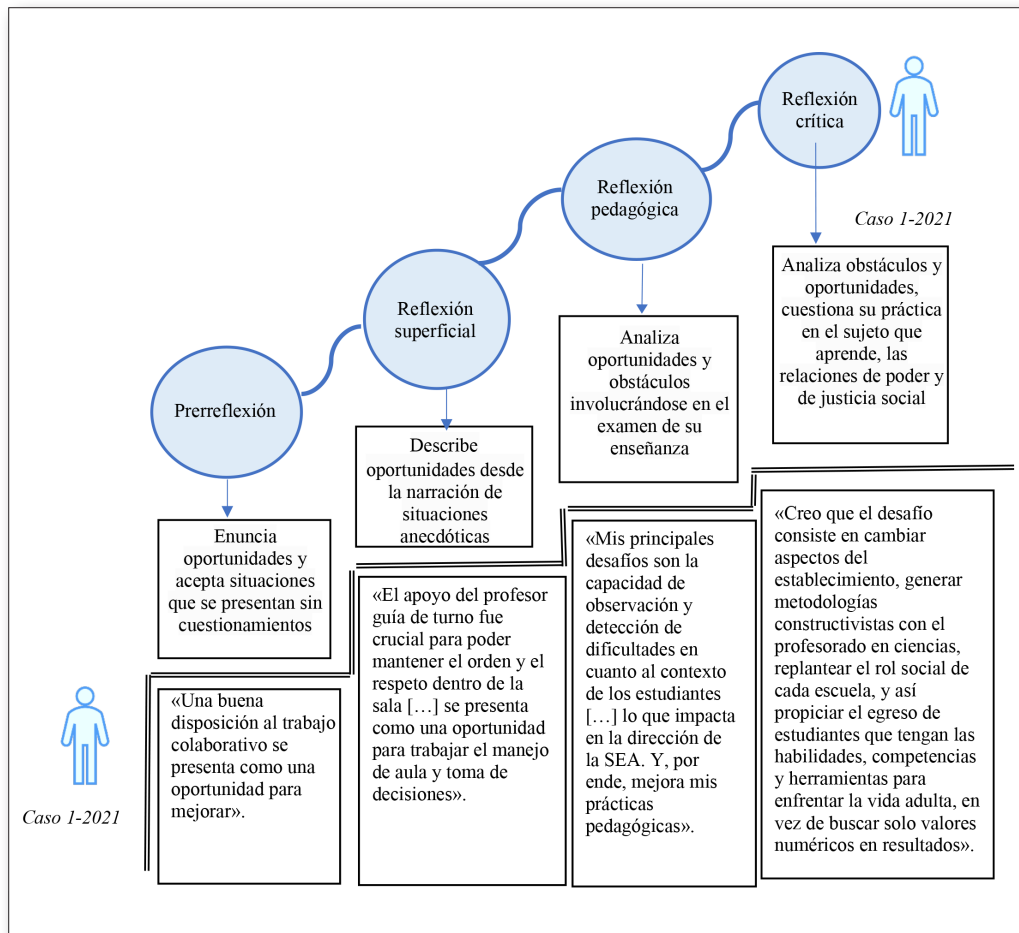 Reflexión
crítica
Caso 1-2021
Reflexión
pedagógica
Reflexión
superficial
Prerreflexión
Analiza obstáculos y
oportunidades,
cuestiona su práctica
en el sujeto que
aprende, las
relaciones de poder y
de justicia social
Analiza
oportunidades y
obstáculos
involucrándose en el
examen de su
enseñanza
Describe
oportunidades desde
la narración de
situaciones
anecdóticas
Enuncia
oportunidades y
acepta situaciones
que se presentan sin
cuestionamientos
Caso 1-2021
«Una buena
disposición al trabajo
colaborativo se
presenta como una
oportunidad para
mejorar».
«El apoyo del profesor
guía de turno fue
crucial para poder
mantener el orden y el
respeto dentro de la
sala […] se presenta
como una oportunidad
para trabajar el manejo
de aula y toma de
decisiones».
«Mis principales
desafíos son la
capacidad de
observación y
detección de
dificultades en
cuanto al contexto
de los estudiantes
[…] lo que impacta
en la dirección de
la SEA. Y, por
ende, mejora mis
prácticas
pedagógicas».
«Creo que el desafío
consiste en cambiar
aspectos del
establecimiento, generar
metodologías
constructivistas con el
profesorado en ciencias,
replantear el rol social de
cada escuela, y así
propiciar el egreso de
estudiantes que tengan las
habilidades, competencias
y herramientas para
enfrentar la vida adulta, en
vez de buscar solo valores
numéricos en resultados».